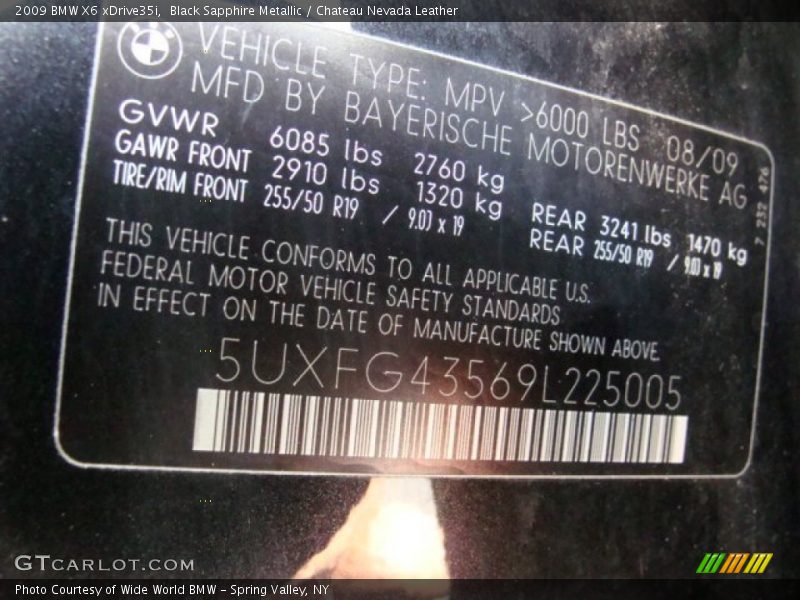 2009 BMW X6 xDrive35i, Black Sapphire Metallic / Chateau Nevada Leather
VEHICLE TYPE: MPV >6000 LBS 08/09
MFD BY BAYERISCHE MOTORENWERKE AG
GVWR 6085 lbs 2760 kg
GAWR FRONT 2910 lbs 1320 kg REAR 3241 lbs 1470 kg
TIRE/RIM FRONT 255/50 R19 / 9.0J x 19 REAR 255/50 R19 / 9.0J x 19
7 232 476
THIS VEHICLE CONFORMS TO ALL APPLICABLE U.S.
FEDERAL MOTOR VEHICLE SAFETY STANDARDS
IN EFFECT ON THE DATE OF MANUFACTURE SHOWN ABOVE.
5UXFG43569L225005
GTCARLOT.COM
Photo Courtesy of Wide World BMW - Spring Valley, NY